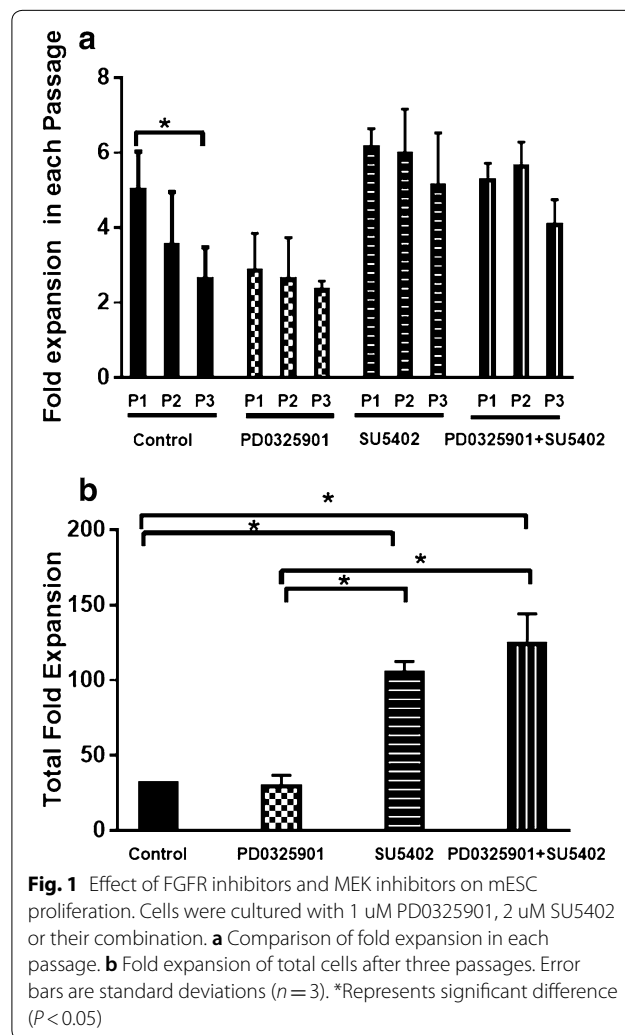 a
Fold expansion in each Passage
8
6
4
2
0
*
P1 P2 P3 P1 P2 P3 P1 P2 P3 P1 P2 P3
Control PD0325901 SU5402 PD0325901+SU5402
b
Total Fold Expansion
200
150
100
50
0
*
*
*
*
Control PD0325901 SU5402 PD0325901+SU5402
Fig. 1 Effect of FGFR inhibitors and MEK inhibitors on mESC
proliferation. Cells were cultured with 1 uM PD0325901, 2 uM SU5402
or their combination. a Comparison of fold expansion in each
passage. b Fold expansion of total cells after three passages. Error
bars are standard deviations (n = 3). *Represents significant difference
(P < 0.05)